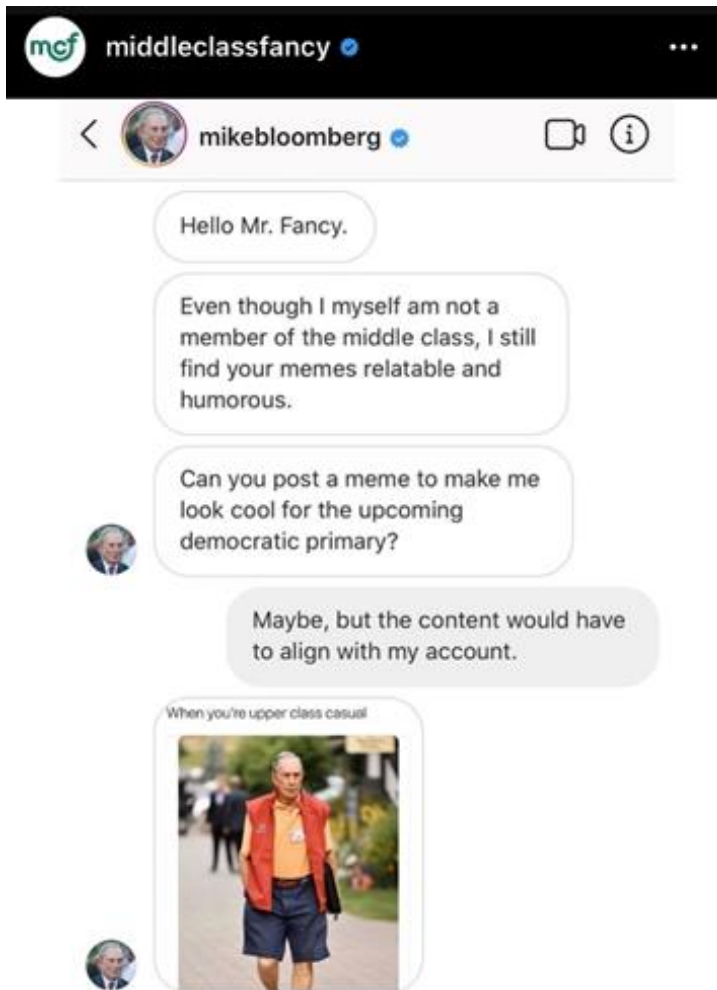 mcf middleclassfancy
mikebloomberg
Hello Mr. Fancy.
Even though I myself am not a
member of the middle class, I still
find your memes relatable and
humorous.
Can you post a meme to make me
look cool for the upcoming
democratic primary?
Maybe, but the content would have
to align with my account.
When you're upper class casual